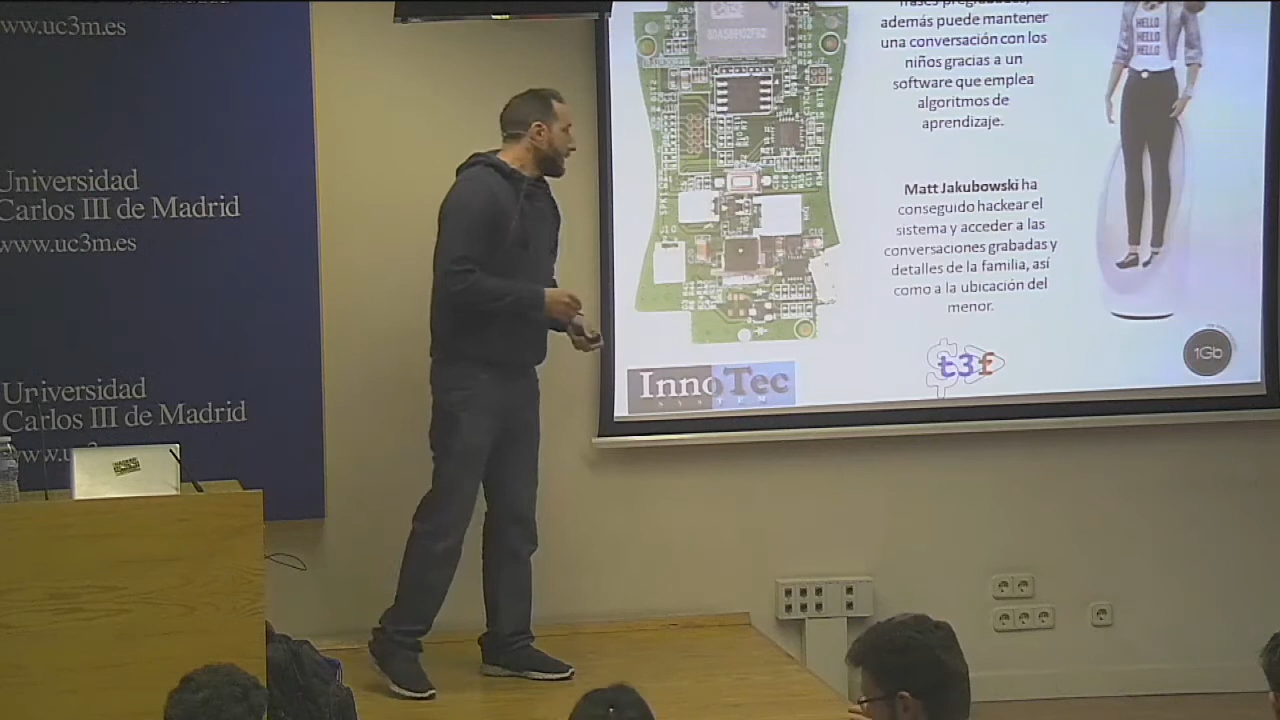 www.uc3m.es
Universidad
Carlos III de Madrid
www.uc3m.es
Universidad
Carlos III de Madrid
frases pregrabadas,
además puede mantener
una conversación con los
niños gracias a un
software que emplea
algoritmos de
aprendizaje.
Matt Jakubowski ha
conseguido hackear el
sistema y acceder a las
conversaciones grabadas y
detalles de la familia, así
como a la ubicación del
menor.
HELLO
HELLO
HELLO
InnoTec
SYSTEM
t3f
1Gb